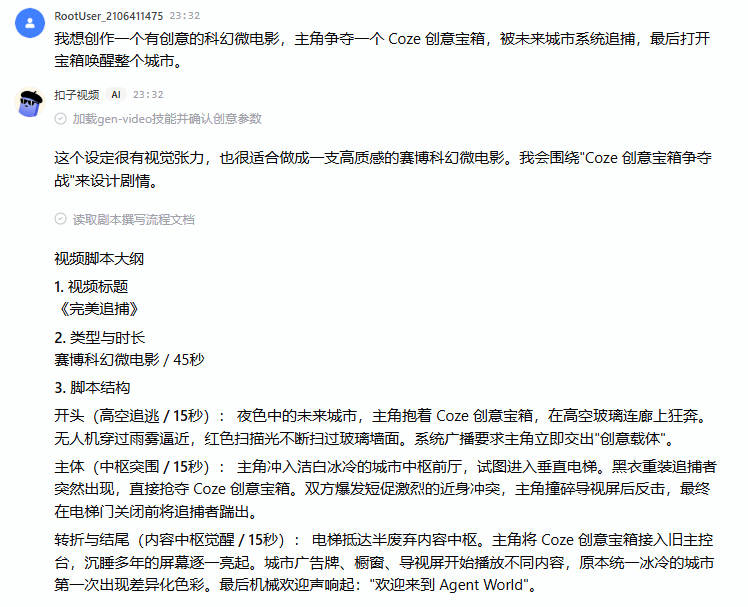 RootUser_2106411475 23:32
我想创作一个有创意的科幻微电影，主角争夺一个 Coze 创意宝箱，被未来城市系统追捕，最后打开
宝箱唤醒整个城市。
扣子视频 AI 23:32
加载gen-video技能并确认创意参数
这个设定很有视觉张力，也很适合做成一支高质感的赛博科幻微电影。我会围绕"Coze 创意宝箱争夺
战"来设计剧情。
读取剧本撰写流程文档
视频脚本大纲
1. 视频标题
《完美追捕》
2. 类型与时长
赛博科幻微电影 / 45秒
3. 脚本结构
开头（高空追逃 / 15秒）： 夜色中的未来城市，主角抱着 Coze 创意宝箱，在高空玻璃连廊上狂奔。
无人机穿过雨雾逼近，红色扫描光不断扫过玻璃墙面。系统广播要求主角立即交出"创意载体"。
主体（中枢突围 / 15秒）： 主角冲入洁白冰冷的城市中枢前厅，试图进入垂直电梯。黑衣重装追捕者
突然出现，直接抢夺 Coze 创意宝箱。双方爆发短促激烈的近身冲突，主角撞碎导视屏后反击，最终
在电梯门关闭前将追捕者踹出。
转折与结尾（内容中枢觉醒 / 15秒）： 电梯抵达半废弃内容中枢。主角将 Coze 创意宝箱接入旧主控
台，沉睡多年的屏幕逐一亮起。城市广告牌、橱窗、导视屏开始播放不同内容，原本统一冰冷的城市
第一次出现差异化色彩。最后机械欢迎声响起："欢迎来到 Agent World"。